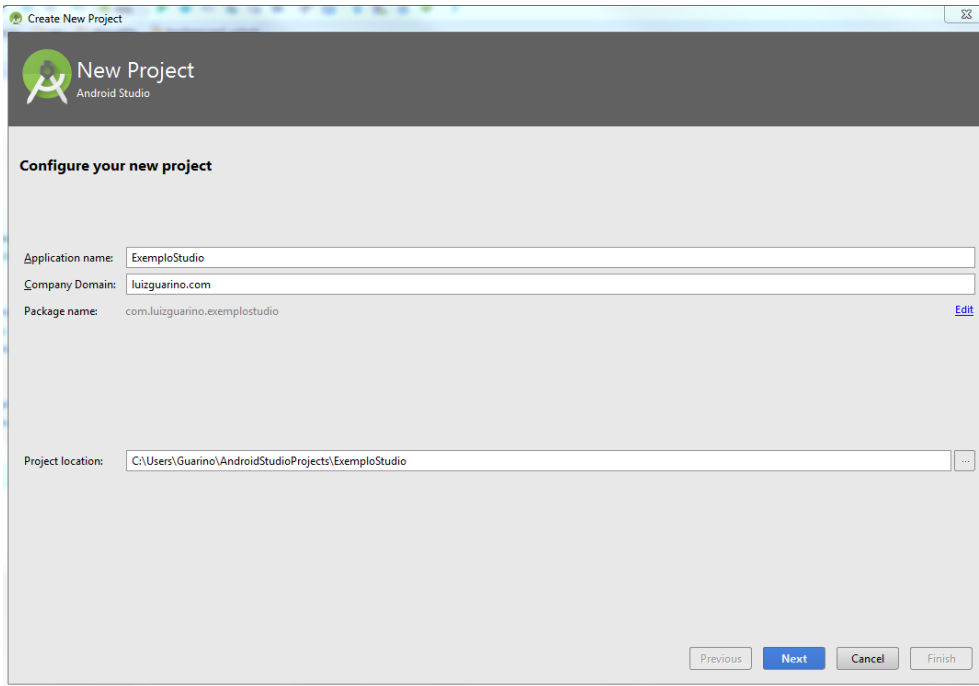 Create New Project
New Project
Android Studio
Configure your new project
Application name: ExemploStudio
Company Domain: luizguarino.com
Package name: com.luizguarino.exemplostudio Edit
Project location: C:\Users\Guarino\AndroidStudioProjects\ExemploStudio ...
Previous Next Cancel Finish